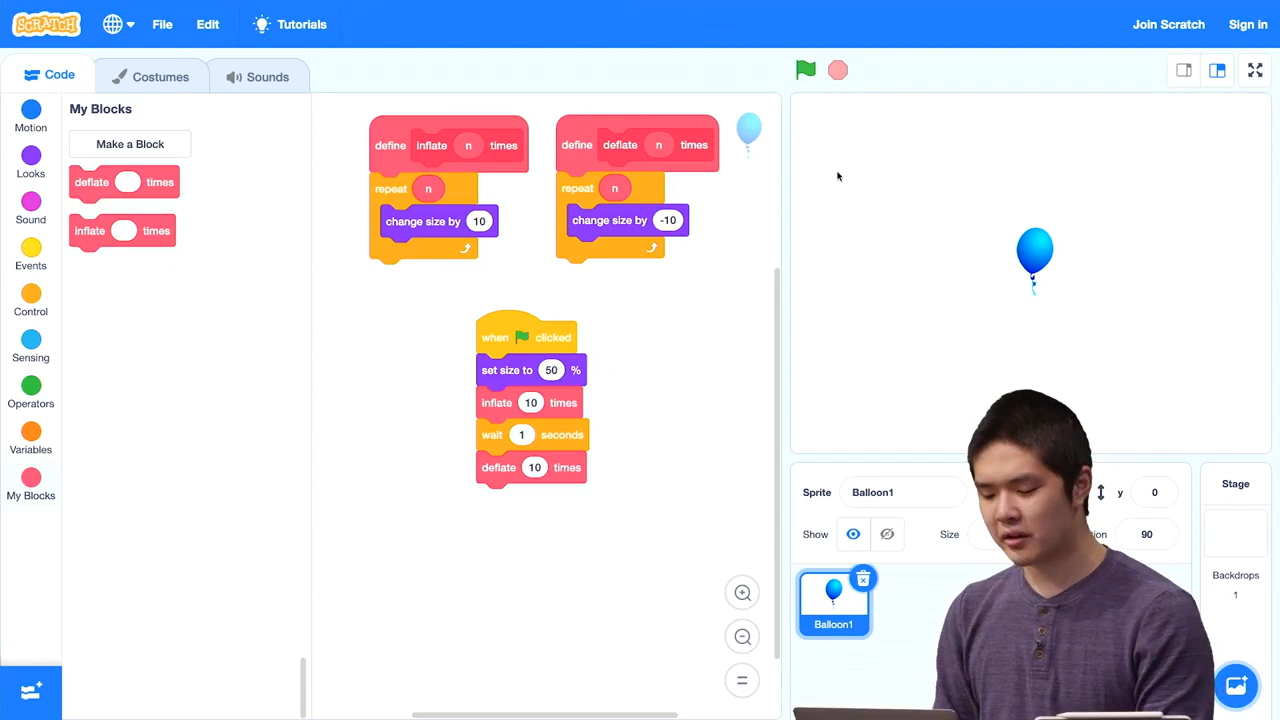 SCRATCH
File
Edit
Tutorials
Join Scratch
Sign in
Code
Costumes
Sounds
Motion
Looks
Sound
Events
Control
Sensing
Operators
Variables
My Blocks
My Blocks
Make a Block
deflate times
inflate times
define inflate n times
repeat n
change size by 10
define deflate n times
repeat n
change size by -10
when clicked
set size to 50 %
inflate 10 times
wait 1 seconds
deflate 10 times
Sprite Balloon1 y 0
Show Size 90
Balloon1
Stage
Backdrops
1